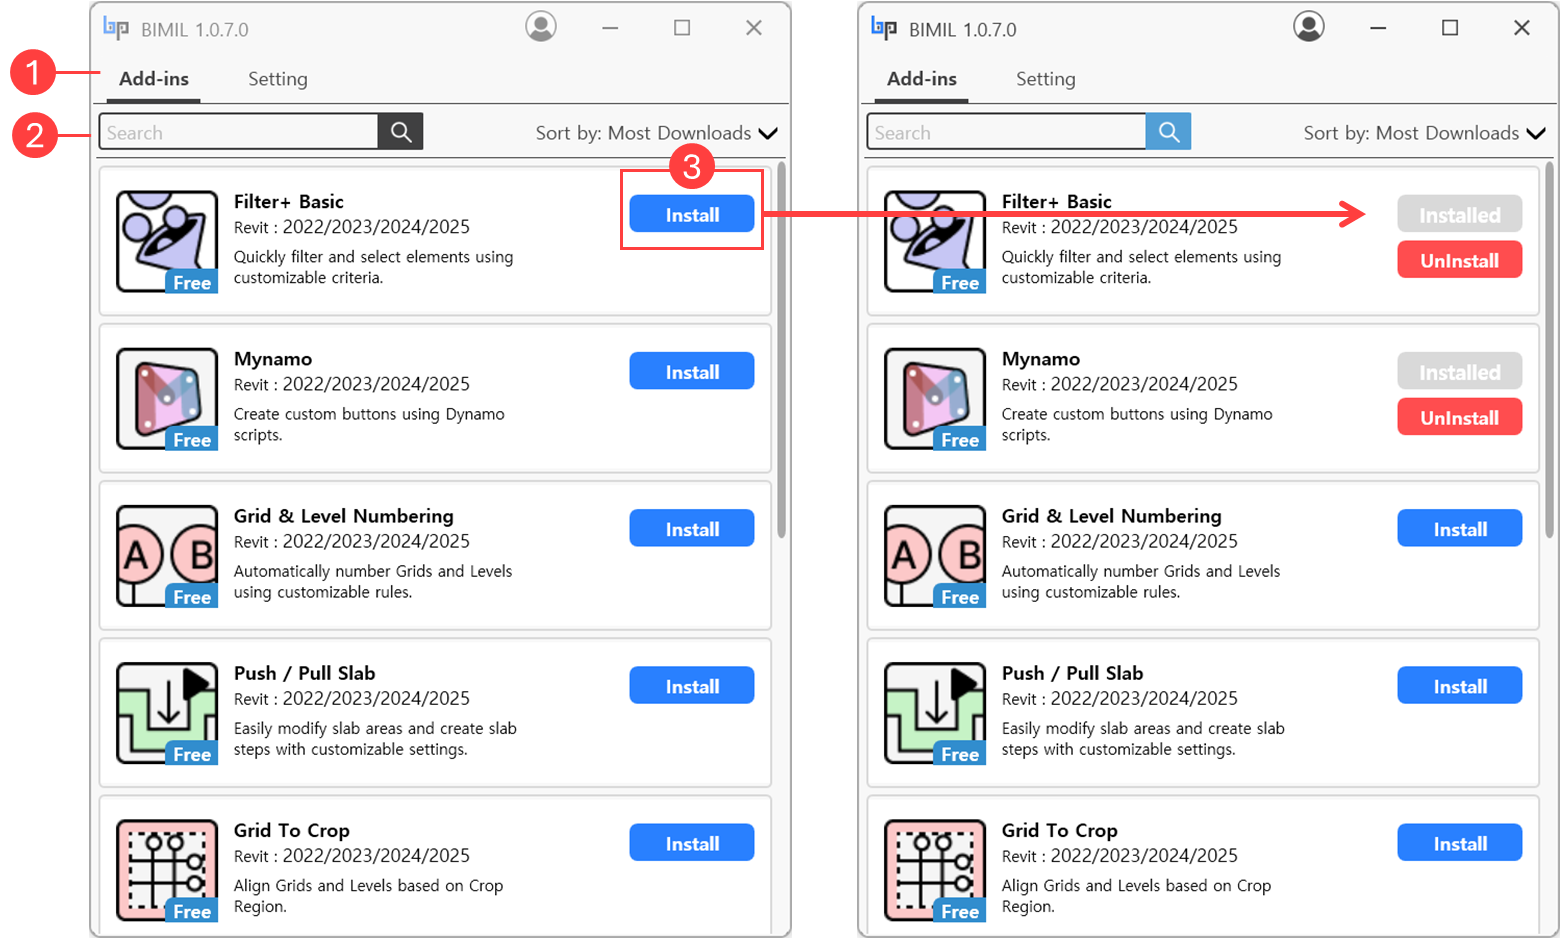 BIMIL 1.0.7.0
1
Add-ins
Setting
2
Search
Sort by: Most Downloads
3
Filter+ Basic
Revit : 2022/2023/2024/2025
Quickly filter and select elements using
customizable criteria.
Free
Install
Mynamo
Revit : 2022/2023/2024/2025
Create custom buttons using Dynamo
scripts.
Free
Install
A B
Grid & Level Numbering
Revit : 2022/2023/2024/2025
Automatically number Grids and Levels
using customizable rules.
Free
Install
Push / Pull Slab
Revit : 2022/2023/2024/2025
Easily modify slab areas and create slab
steps with customizable settings.
Free
Install
Grid To Crop
Revit : 2022/2023/2024/2025
Align Grids and Levels based on Crop
Region.
Free
Install
BIMIL 1.0.7.0
Add-ins
Setting
Search
Sort by: Most Downloads
Filter+ Basic
Revit : 2022/2023/2024/2025
Quickly filter and select elements using
customizable criteria.
Free
Installed
UnInstall
Mynamo
Revit : 2022/2023/2024/2025
Create custom buttons using Dynamo
scripts.
Free
Installed
UnInstall
A B
Grid & Level Numbering
Revit : 2022/2023/2024/2025
Automatically number Grids and Levels
using customizable rules.
Free
Install
Push / Pull Slab
Revit : 2022/2023/2024/2025
Easily modify slab areas and create slab
steps with customizable settings.
Free
Install
Grid To Crop
Revit : 2022/2023/2024/2025
Align Grids and Levels based on Crop
Region.
Free
Install